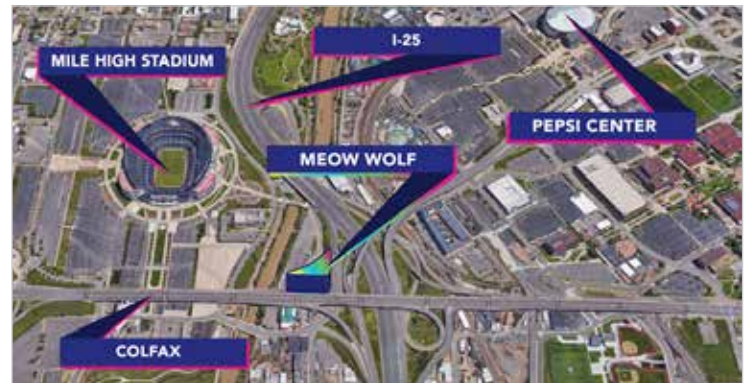 I-25
MILE HIGH STADIUM
PEPSI CENTER
MEOW WOLF
COLFAX